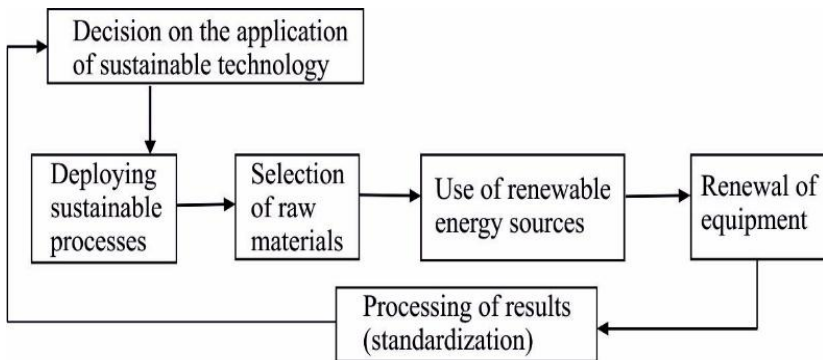 Decision on the application
of sustainable technology
Deploying
sustainable
processes
Selection
of raw
materials
Use of renewable
energy sources
Renewal of
equipment
Processing of results
(standardization)